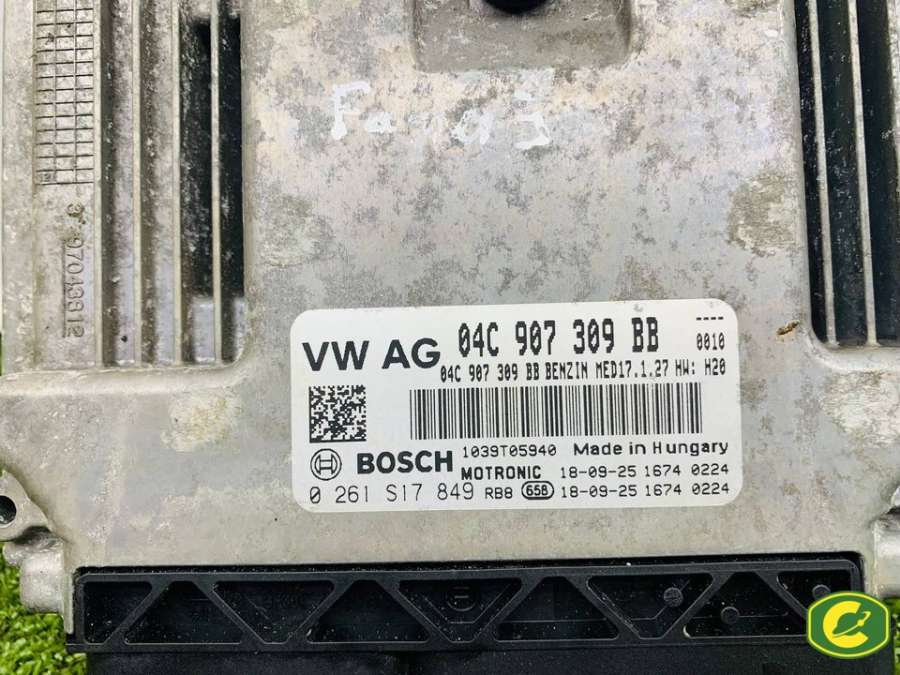 3* 97043812
VW AG 04C 907 309 BB
----
0010
04C 907 309 BB BENZIN MED17.1.27 HW: H20
1039T05940 Made in Hungary
BOSCH MOTRONIC 18-09-25 1674 0224
0 261 S17 849 RB8 658 18-09-25 1674 0224